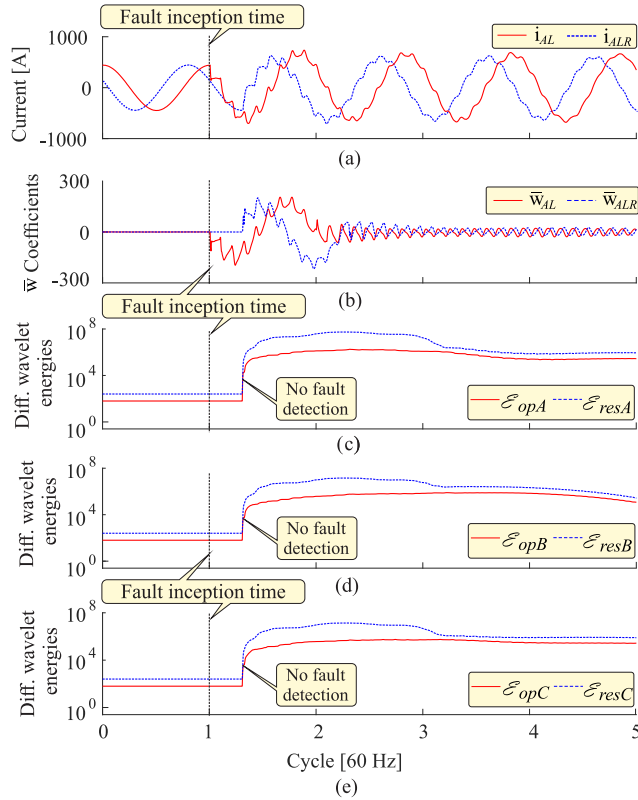 Fault inception time
1000
0
-1000
Current [A]
i_AL i_ALR
(a)
300
0
-300
w̅ Coefficients
w̅_AL w̅_ALR
(b)
Fault inception time
10^8
10^4
10^0
Diff. wavelet
energies
No fault
detection
ℰ_opA ℰ_resA
(c)
10^8
10^4
10^0
Diff. wavelet
energies
No fault
detection
ℰ_opB ℰ_resB
(d)
Fault inception time
10^8
10^4
10^0
Diff. wavelet
energies
No fault
detection
ℰ_opC ℰ_resC
0 1 2 3 4 5
Cycle [60 Hz]
(e)